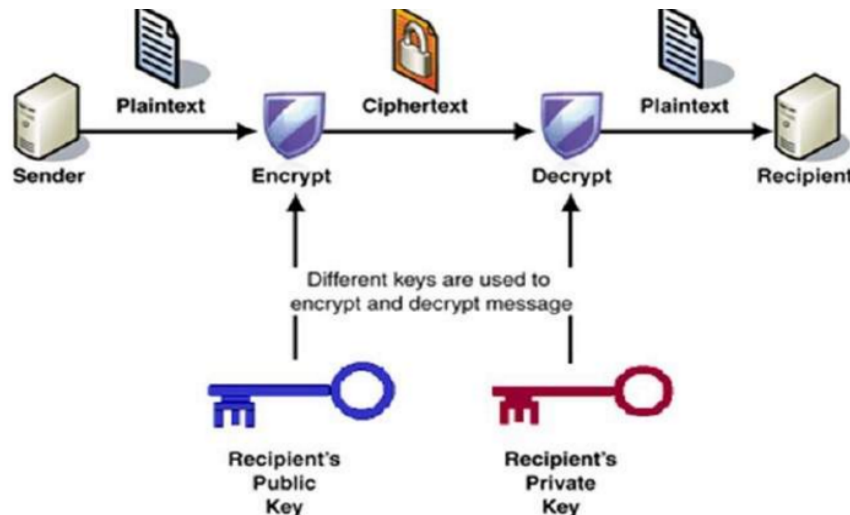 Plaintext
Ciphertext
Plaintext
Sender
Encrypt
Decrypt
Recipient
Different keys are used to
encrypt and decrypt message
Recipient's
Public
Key
Recipient's
Private
Key